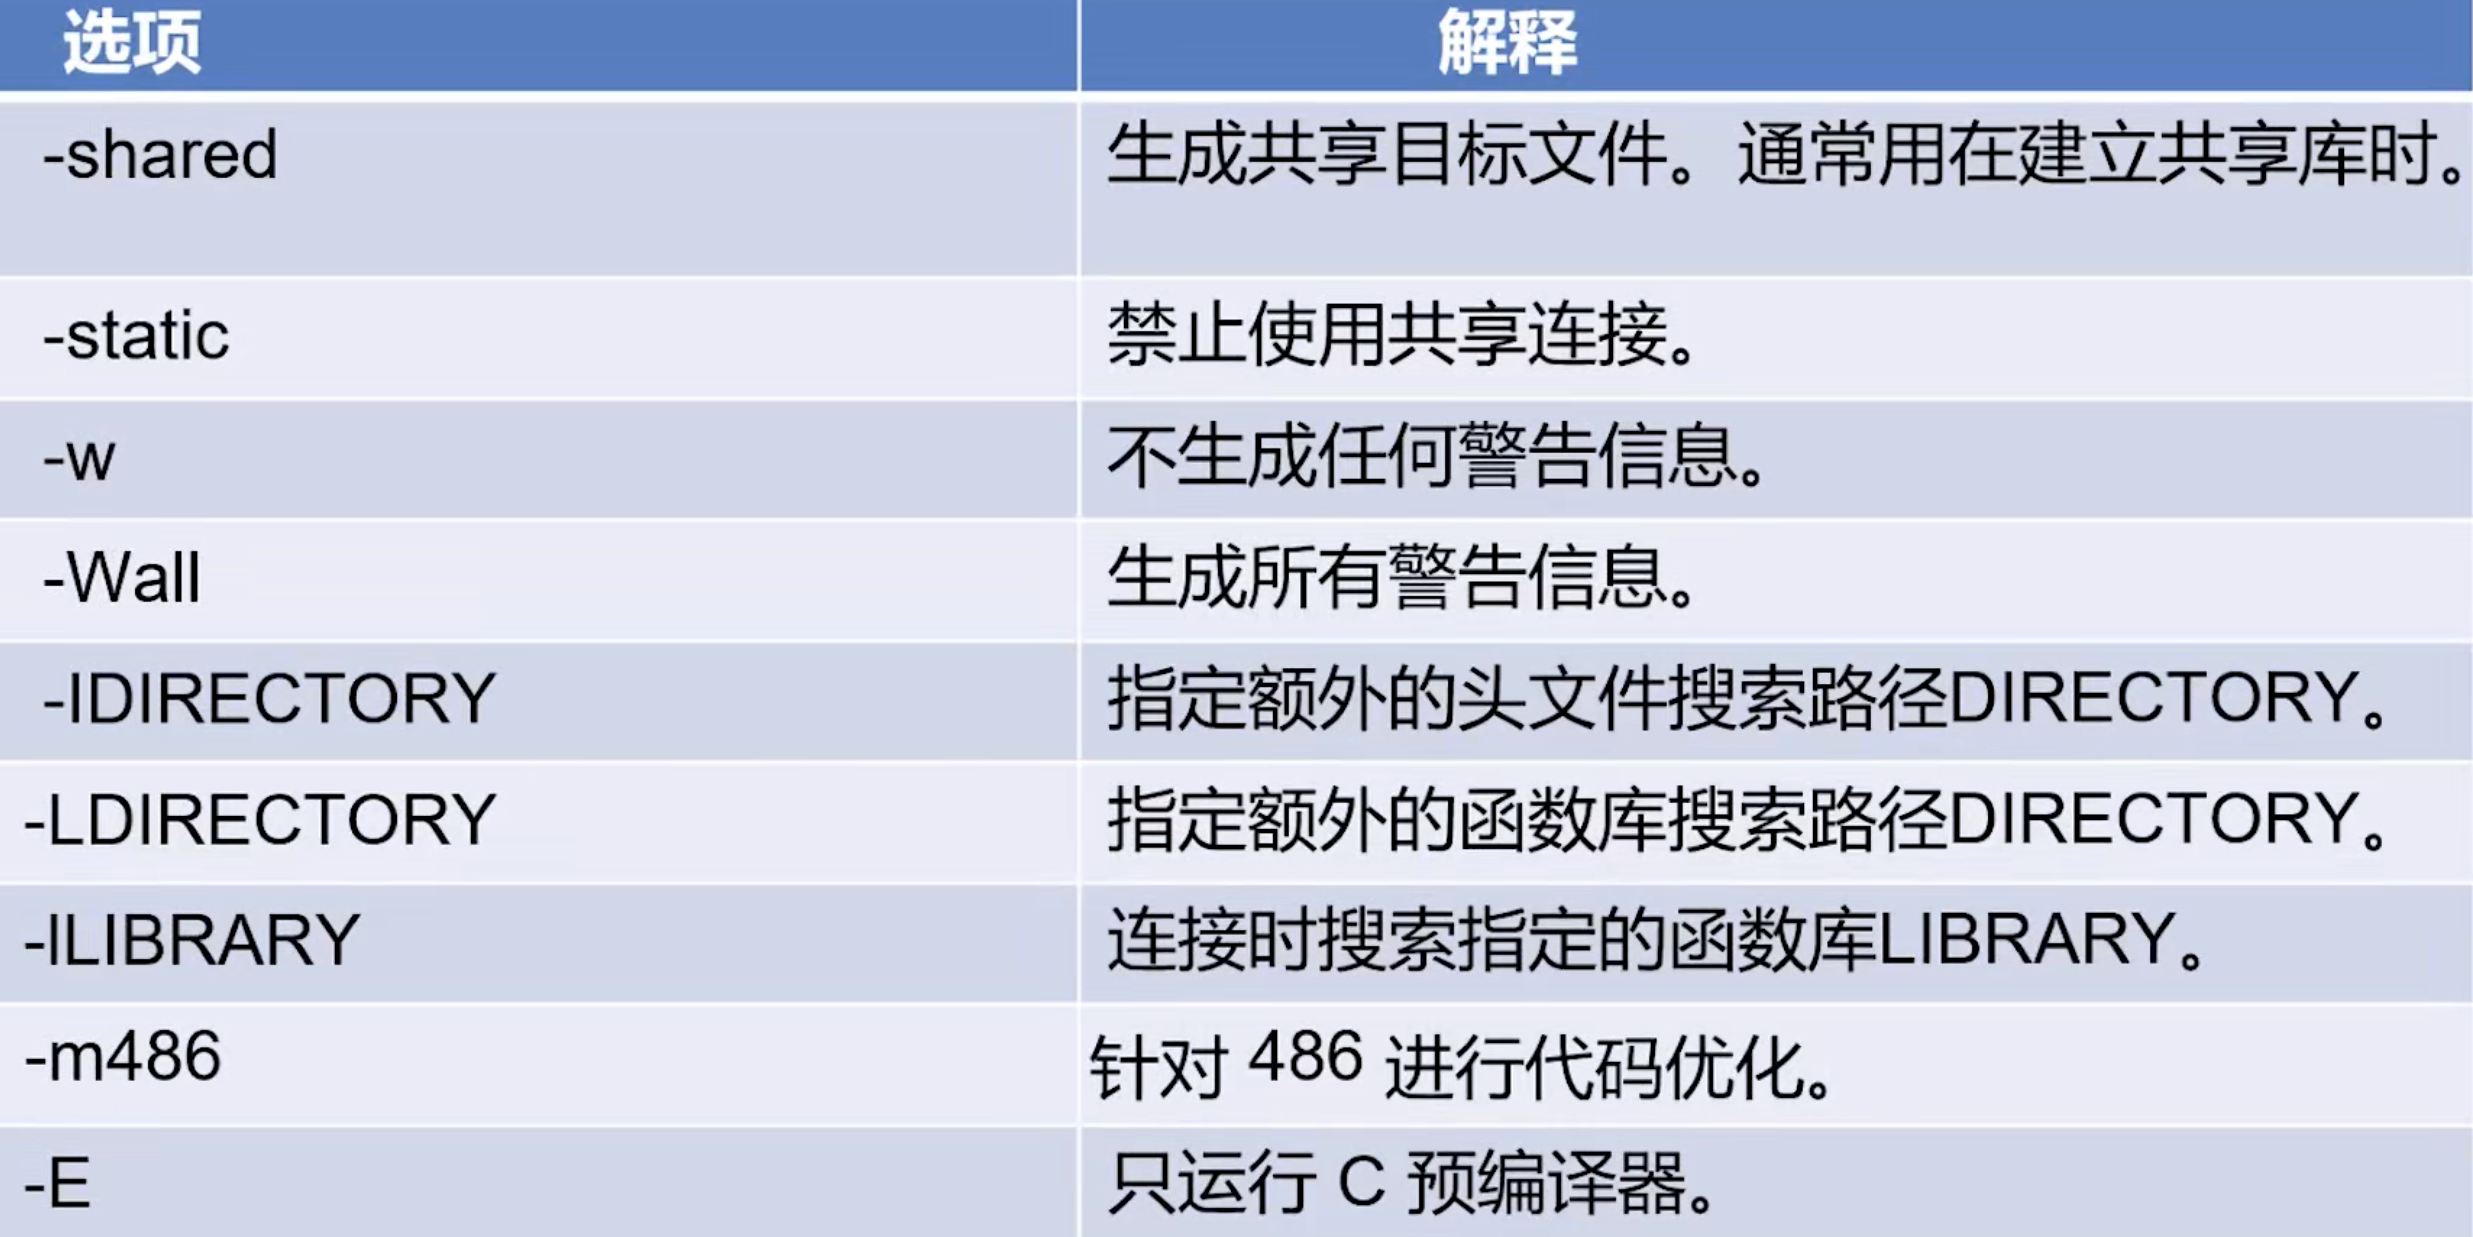 选项 解释
-shared 生成共享目标文件。通常用在建立共享库时。
-static 禁止使用共享连接。
-w 不生成任何警告信息。
-Wall 生成所有警告信息。
-IDIRECTORY 指定额外的头文件搜索路径DIRECTORY。
-LDIRECTORY 指定额外的函数库搜索路径DIRECTORY。
-lLIBRARY 连接时搜索指定的函数库LIBRARY。
-m486 针对 486 进行代码优化。
-E 只运行 C 预编译器。